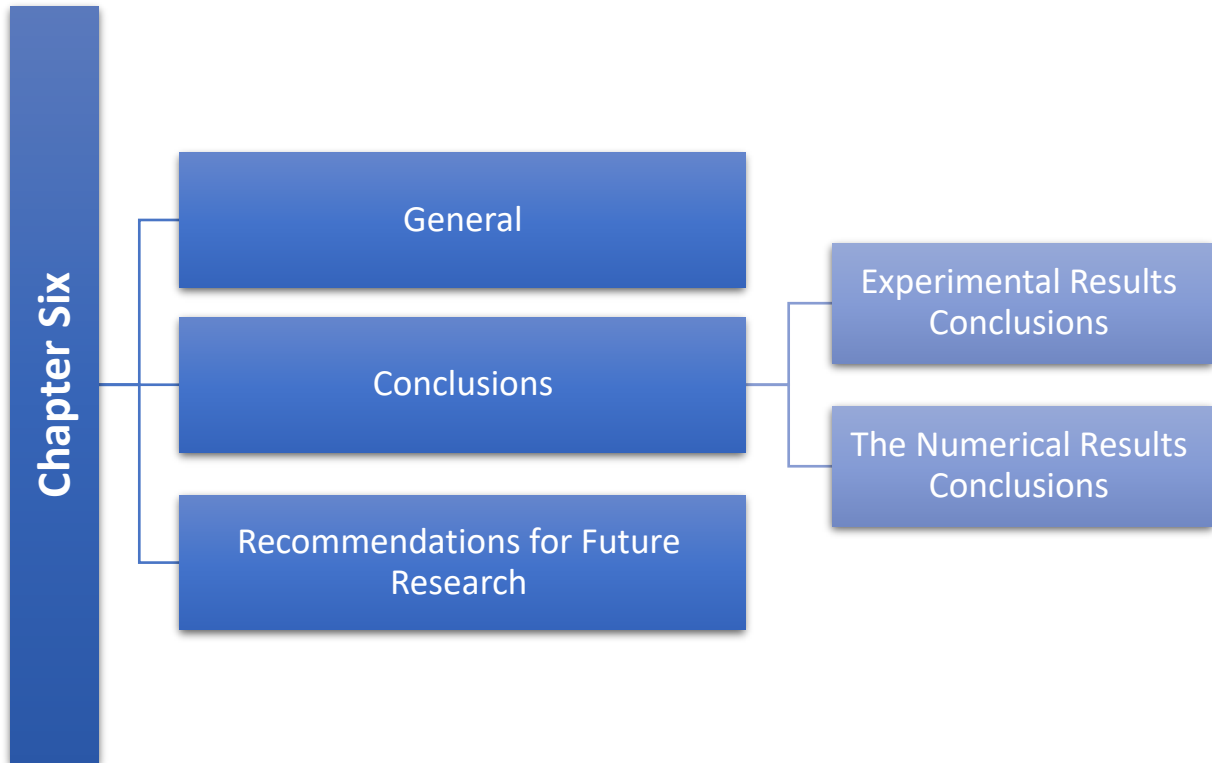 Chapter Six
General
Conclusions
Recommendations for Future
Research
Experimental Results
Conclusions
The Numerical Results
Conclusions